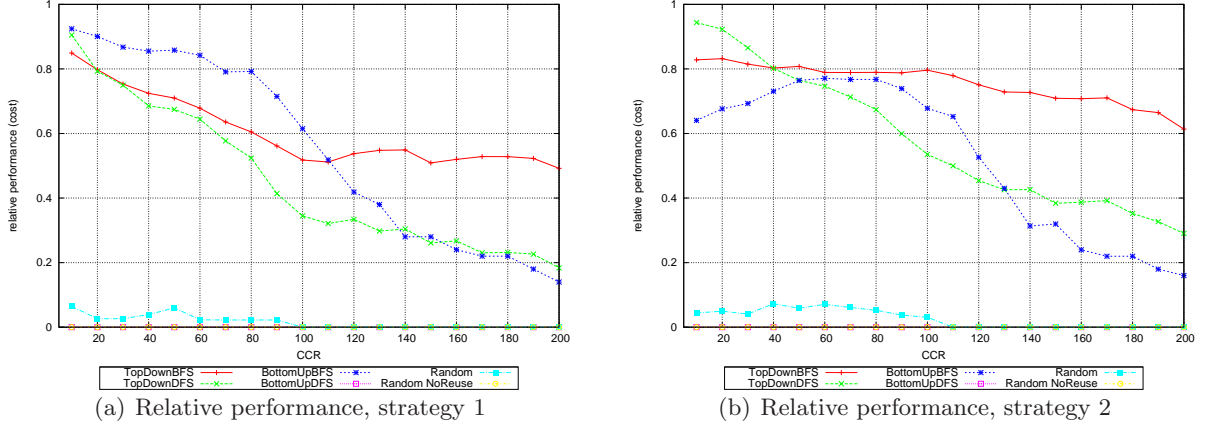 1
0.8
0.6
0.4
0.2
0
relative performance (cost)
20 40 60 80 100 120 140 160 180 200
CCR
TopDownBFS BottomUpBFS Random
TopDownDFS BottomUpDFS Random NoReuse
(a) Relative performance, strategy 1
1
0.8
0.6
0.4
0.2
0
relative performance (cost)
20 40 60 80 100 120 140 160 180 200
CCR
TopDownBFS BottomUpBFS Random
TopDownDFS BottomUpDFS Random NoReuse
(b) Relative performance, strategy 2